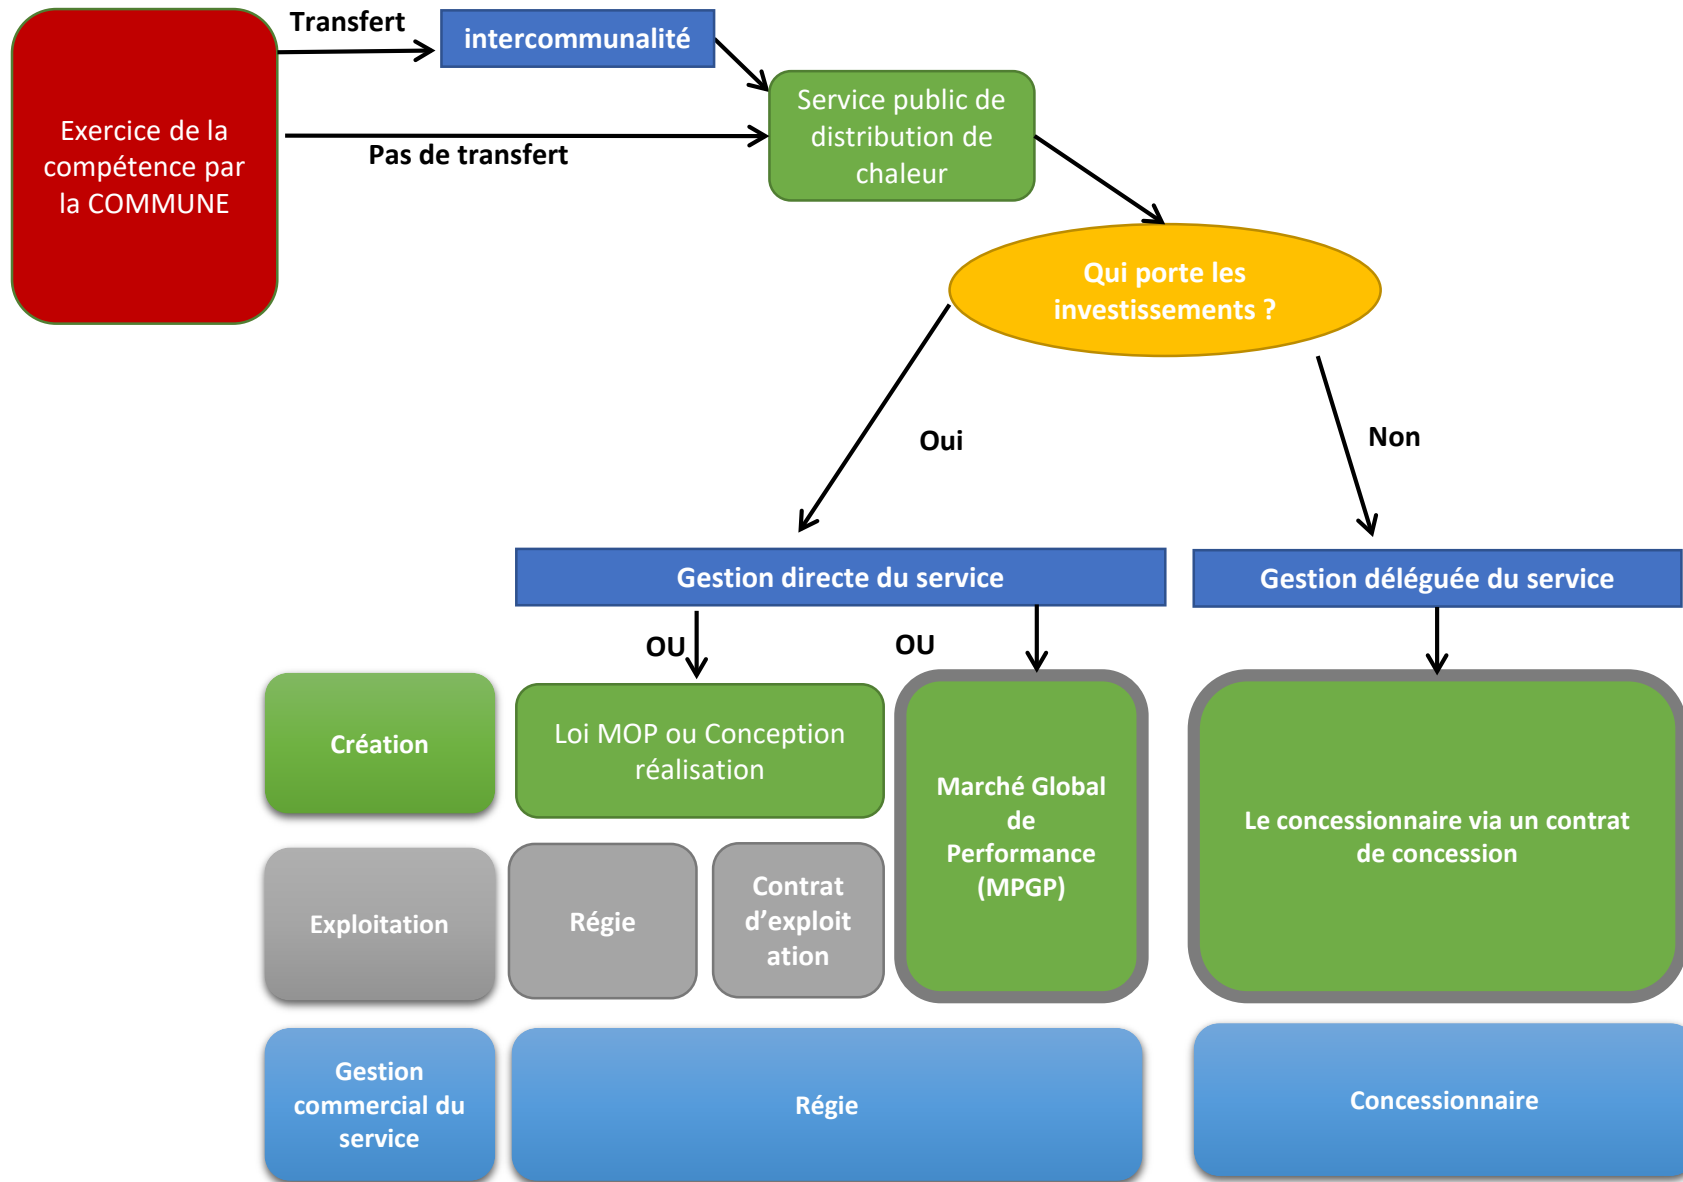 Transfert
intercommunalité
Exercice de la
compétence par
la COMMUNE
Pas de transfert
Service public de
distribution de
chaleur
Qui porte les
investissements ?
Oui
Non
Gestion directe du service
Gestion déléguée du service
OU
OU
Création
Loi MOP ou Conception
réalisation
Marché Global
de
Performance
(MPGP)
Le concessionnaire via un contrat
de concession
Exploitation
Régie
Contrat
d’exploit
ation
Gestion
commercial du
service
Régie
Concessionnaire